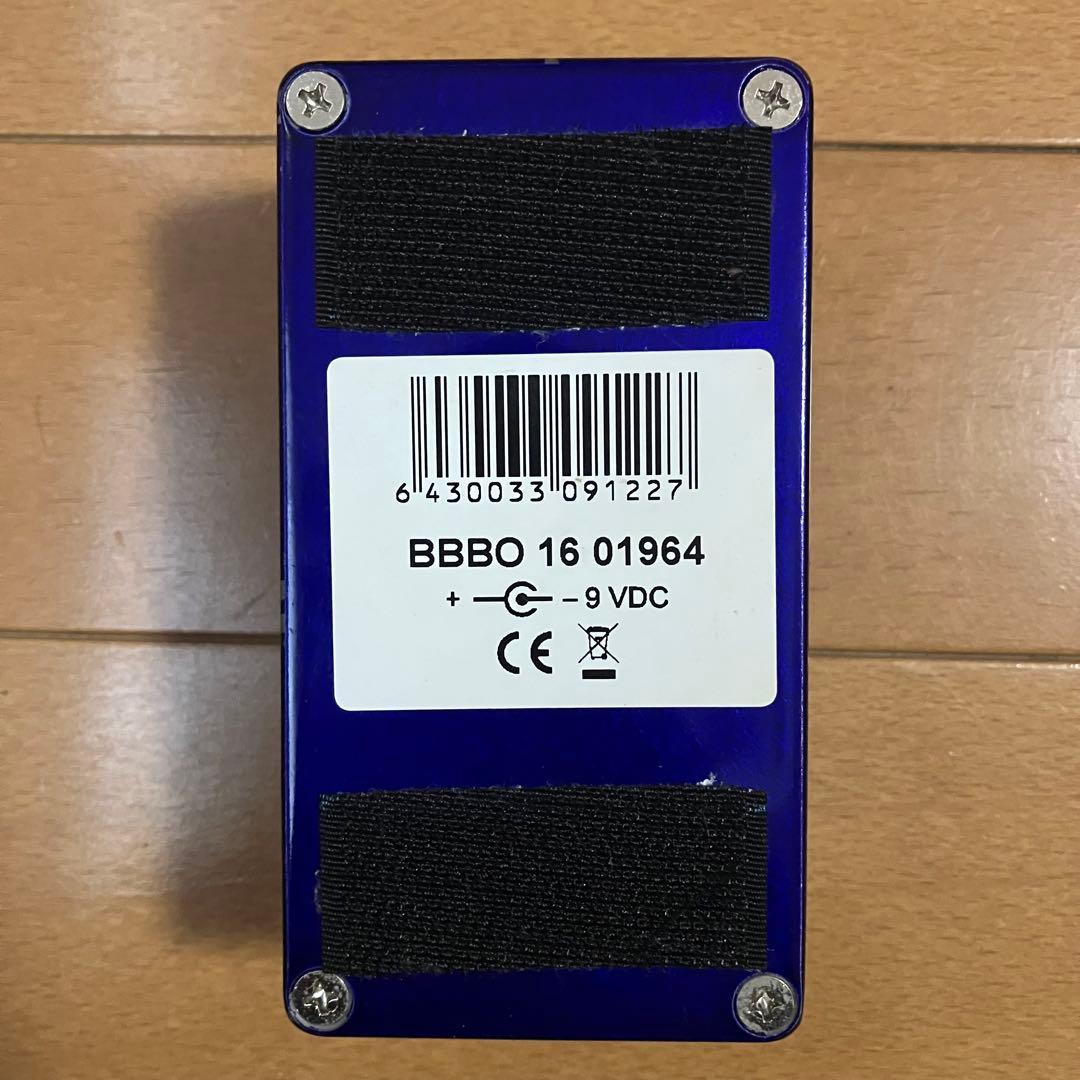 6 430033 091227
BBBO 16 01964
+ – 9 VDC
CE